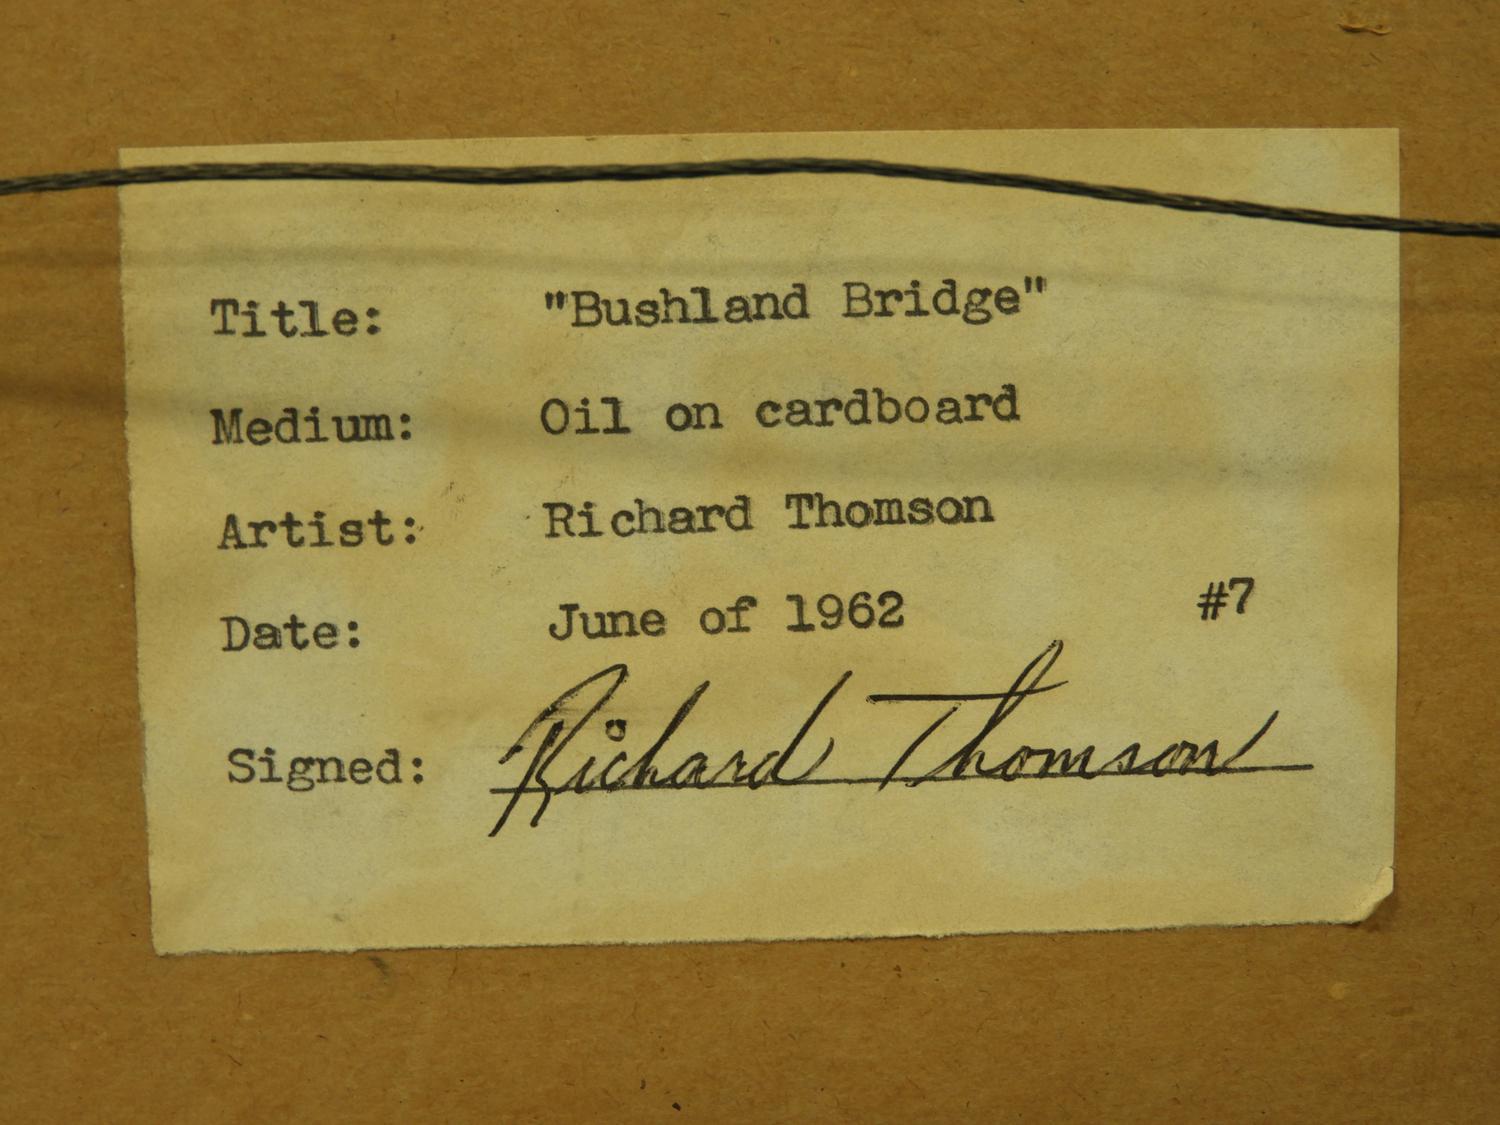 Title: "Bushland Bridge"
Medium: Oil on cardboard
Artist: Richard Thomson
Date: June of 1962 #7
Signed: Richard Thomson